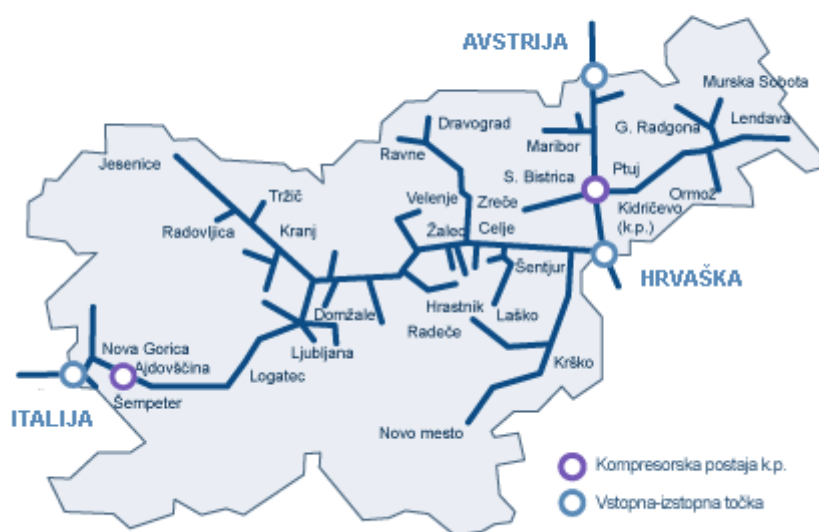 AVSTRIJA
Murska Sobota
Dravograd
G. Radgona
Lendava
Maribor
Ravne
Jesenice
S. Bistrica
Ptuj
Tržič
Velenje
Zreče
Ormož
Kidričevo
(k.p.)
Radovljica
Kranj
Žalec
Celje
Šentjur
HRVAŠKA
Hrastnik
Domžale
Laško
Radeče
Nova Gorica
Ljubljana
Ajdovščina
Logatec
Krško
Šempeter
ITALIJA
Novo mesto
Kompresorska postaja k.p.
Vstopna-izstopna točka